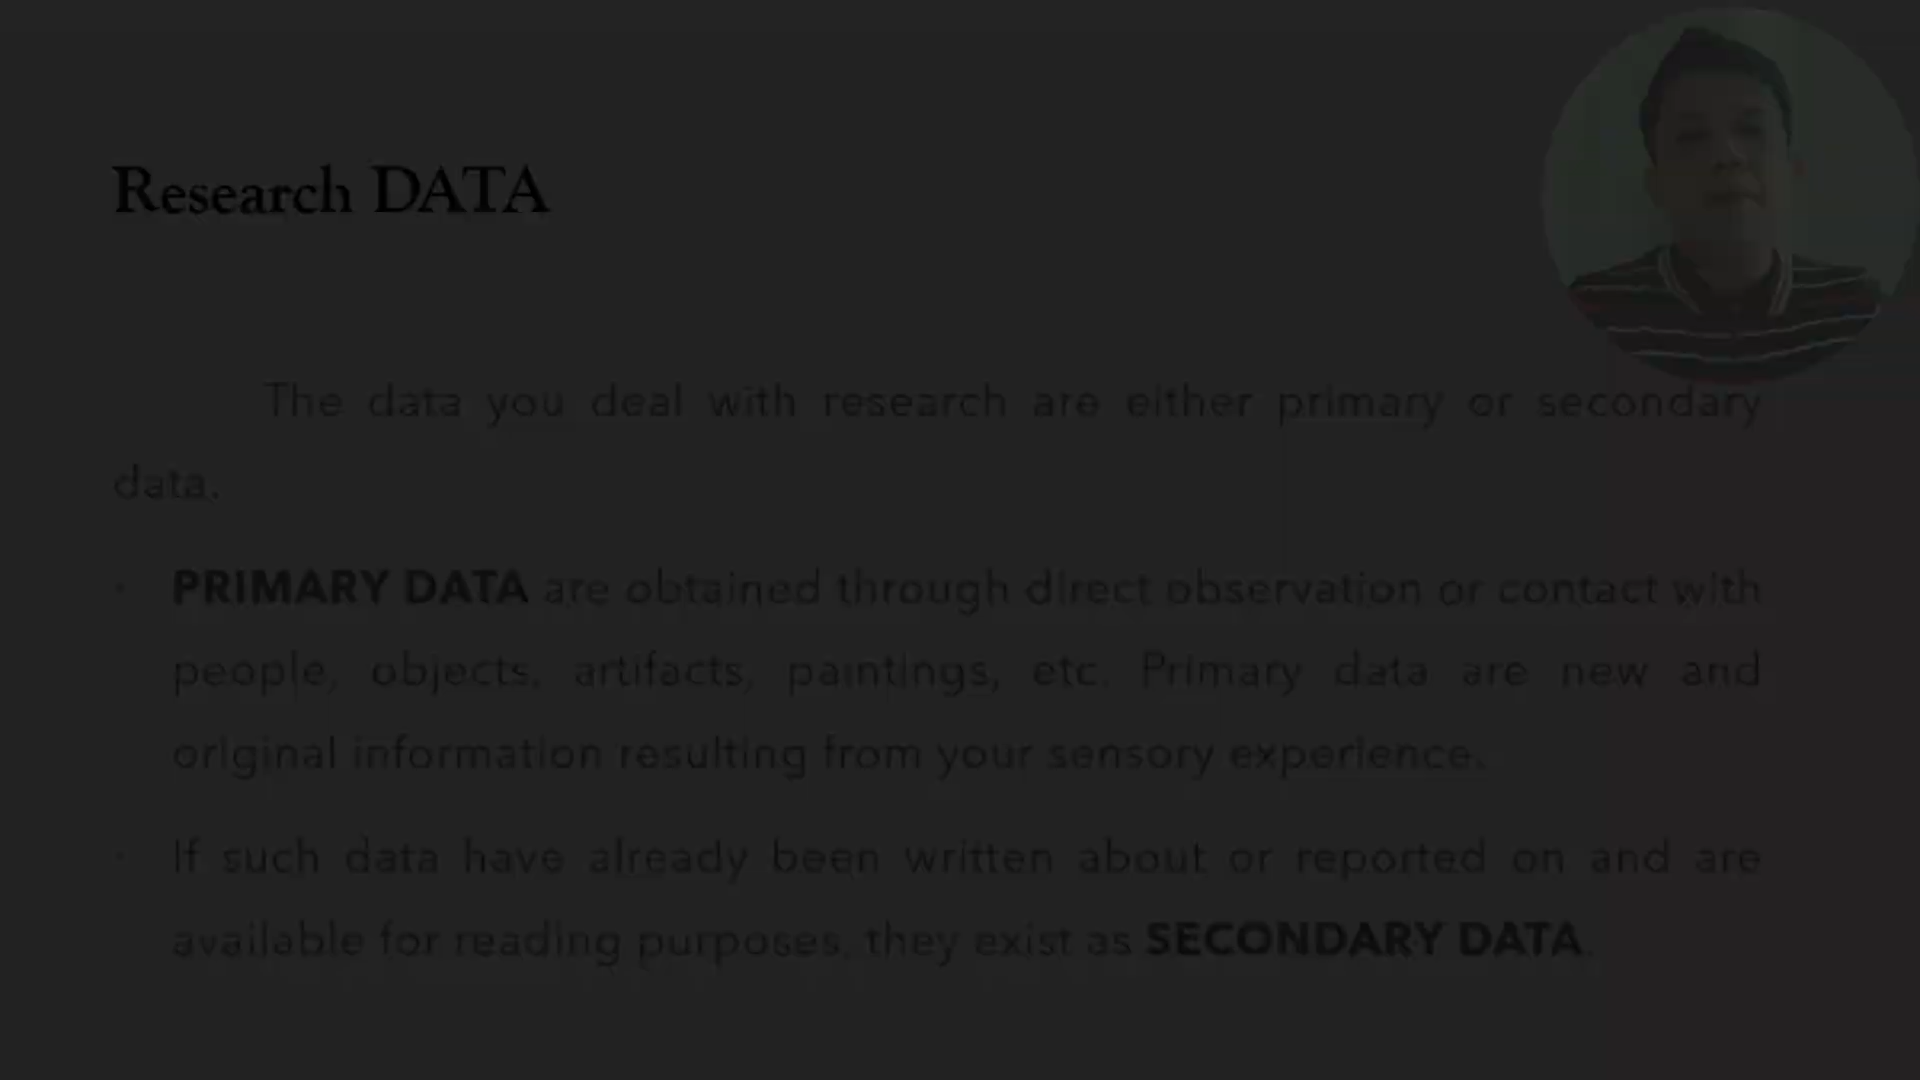 Research DATA
The data you deal with research are either primary or secondary
data.
· PRIMARY DATA are obtained through direct observation or contact with
people, objects, artifacts, paintings, etc. Primary data are new and
original information resulting from your sensory experience.
· If such data have already been written about or reported on and are
available for reading purposes, they exist as SECONDARY DATA.